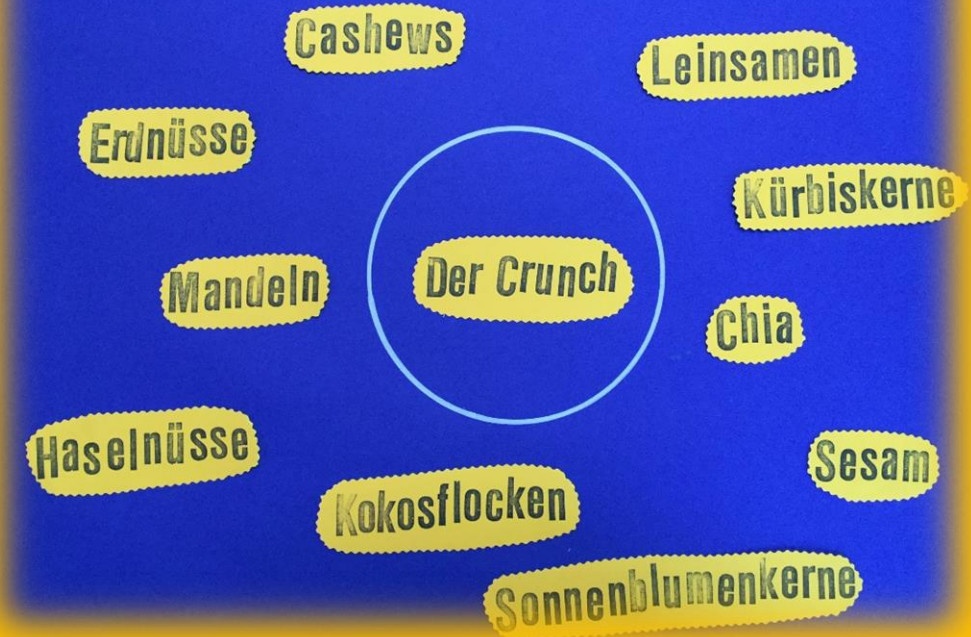 Cashews
Leinsamen
Erdnüsse
Kürbiskerne
Der Crunch
Mandeln
Chia
Haselnüsse
Sesam
Kokosflocken
Sonnenblumenkerne